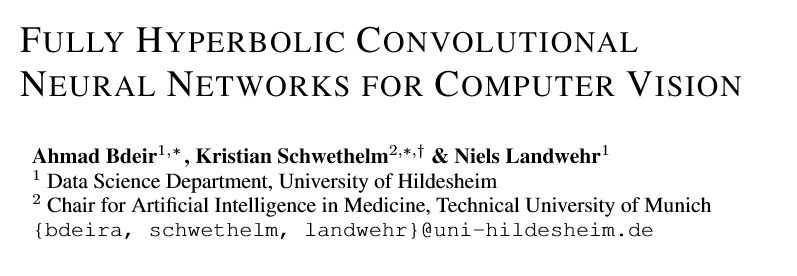 FULLY HYPERBOLIC CONVOLUTIONAL
NEURAL NETWORKS FOR COMPUTER VISION
Ahmad Bdeir1,*, Kristian Schwethelm2,*,† & Niels Landwehr1
1 Data Science Department, University of Hildesheim
2 Chair for Artificial Intelligence in Medicine, Technical University of Munich
{bdeira, schwethelm, landwehr}@uni-hildesheim.de